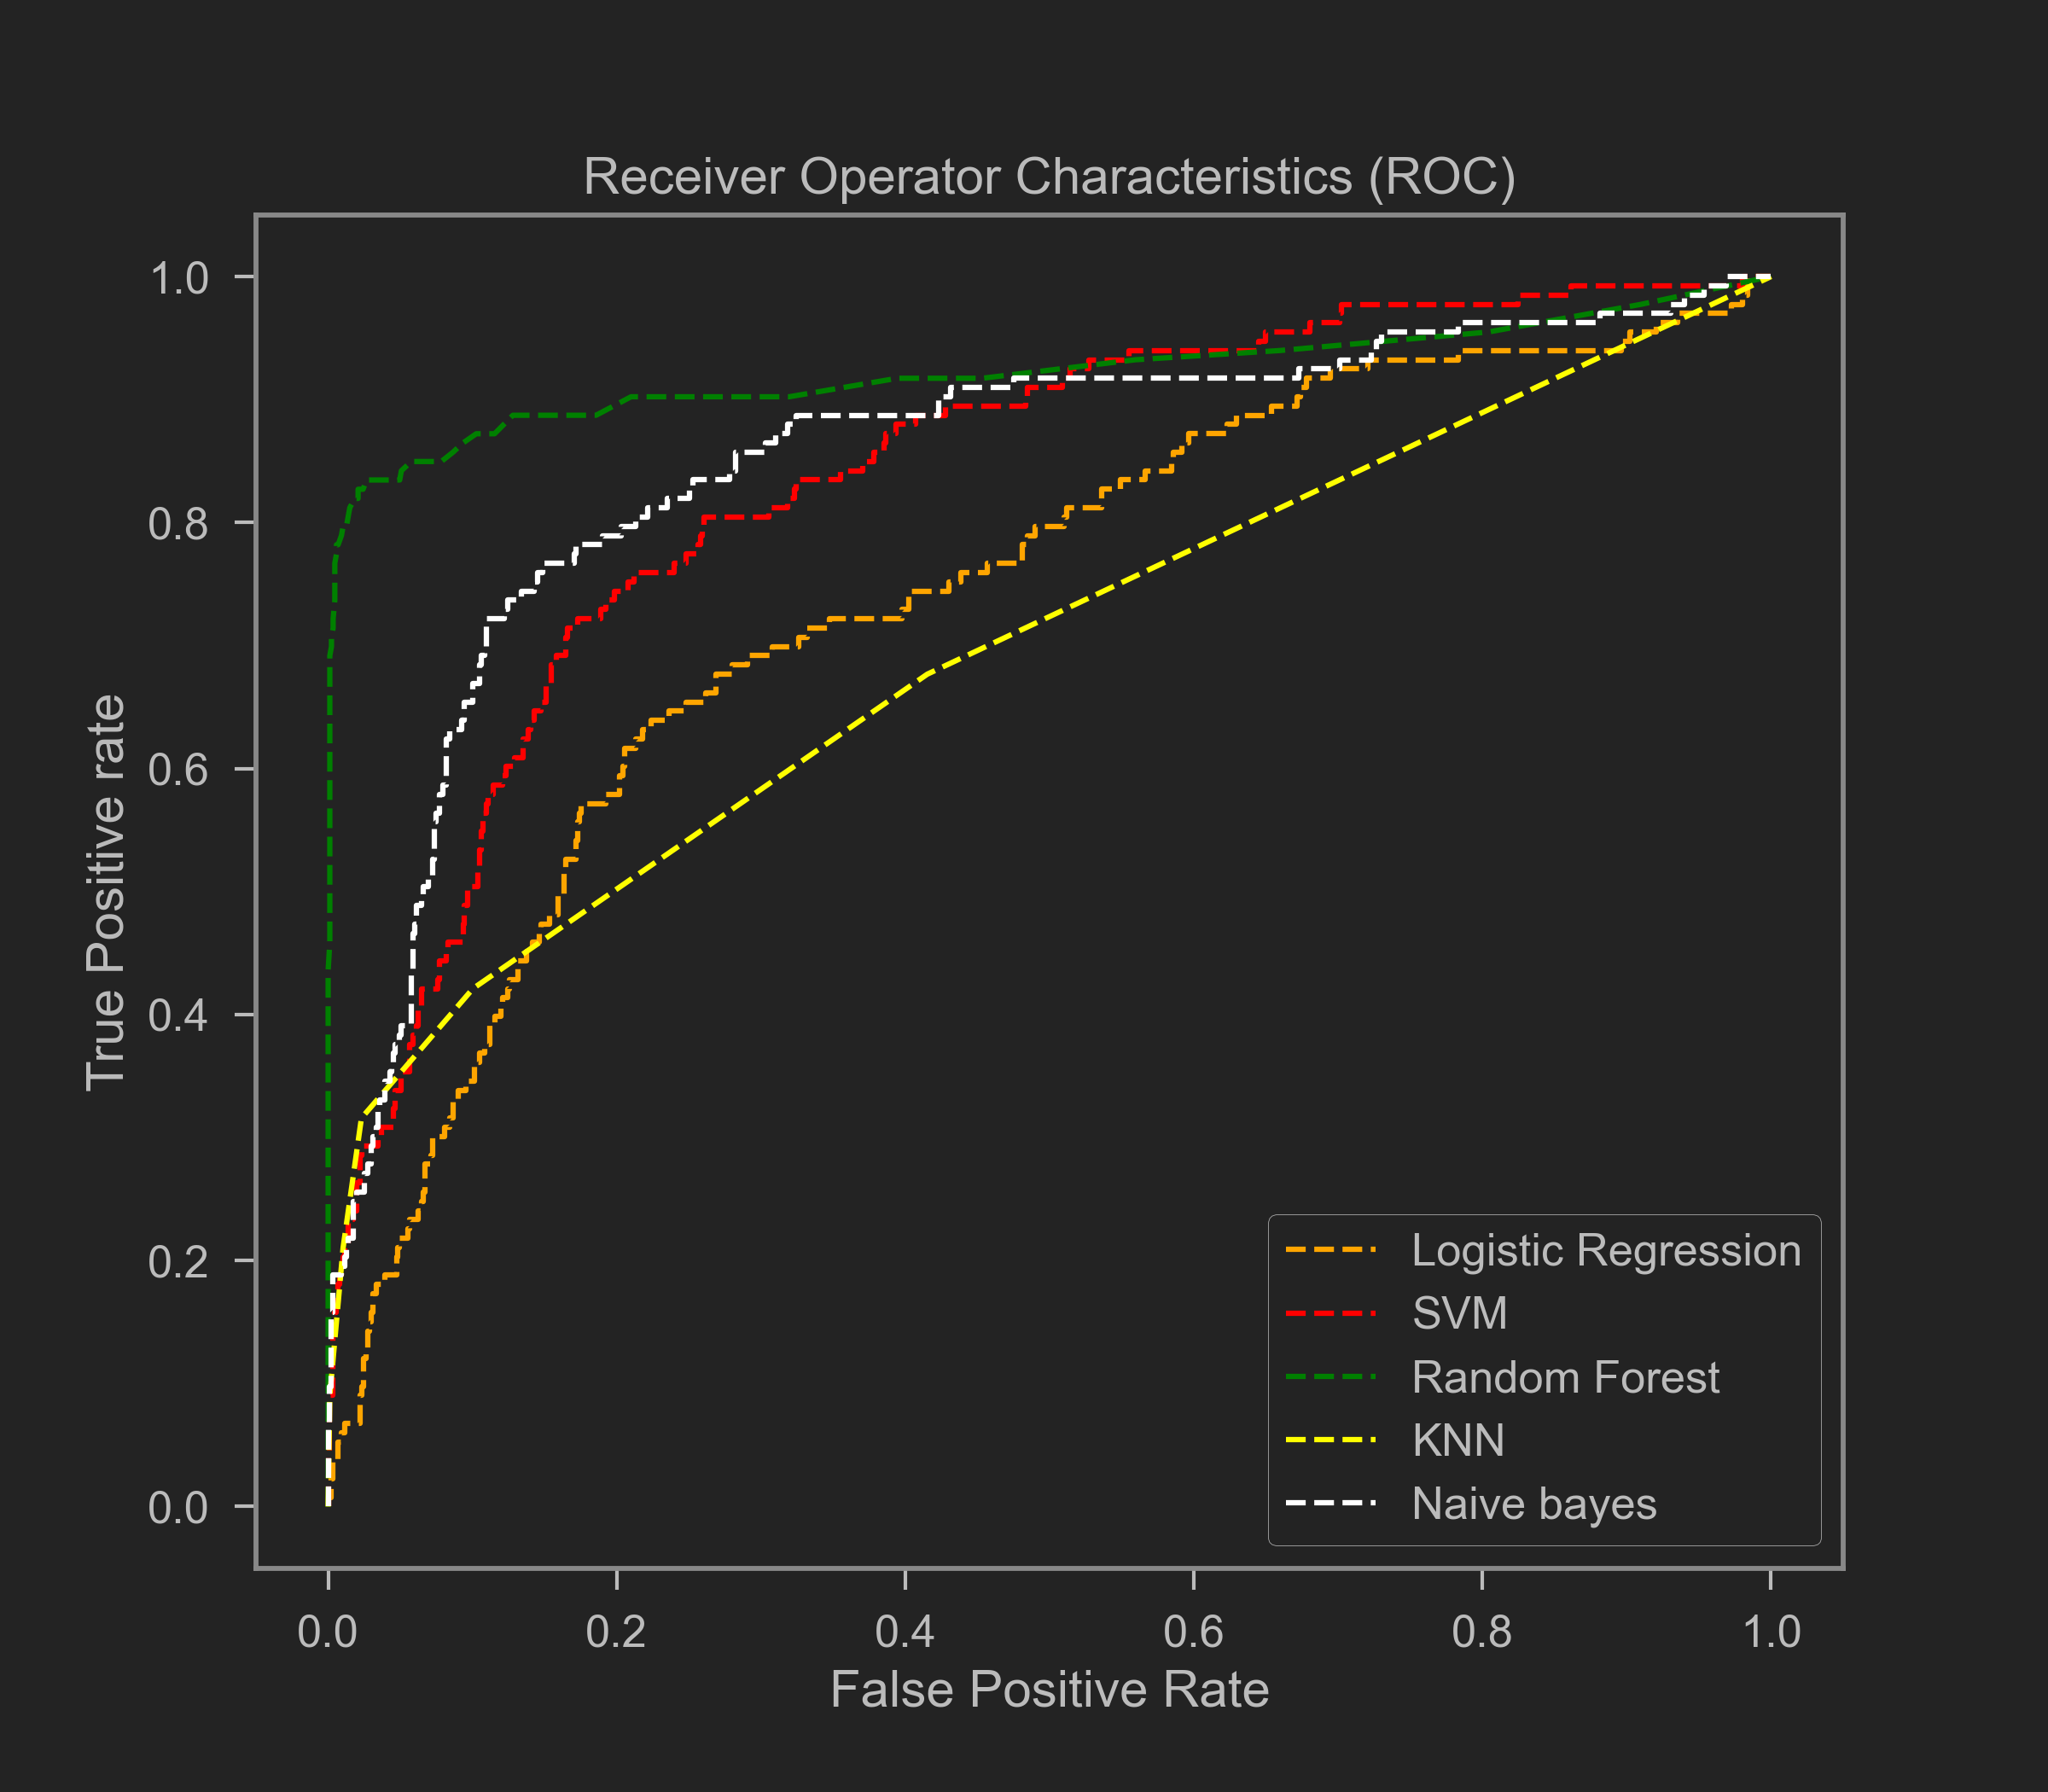 Receiver Operator Characteristics (ROC)
1.0
0.8
0.6
0.4
0.2
0.0
True Positive rate
Logistic Regression
SVM
Random Forest
KNN
Naive bayes
0.0 0.2 0.4 0.6 0.8 1.0
False Positive Rate